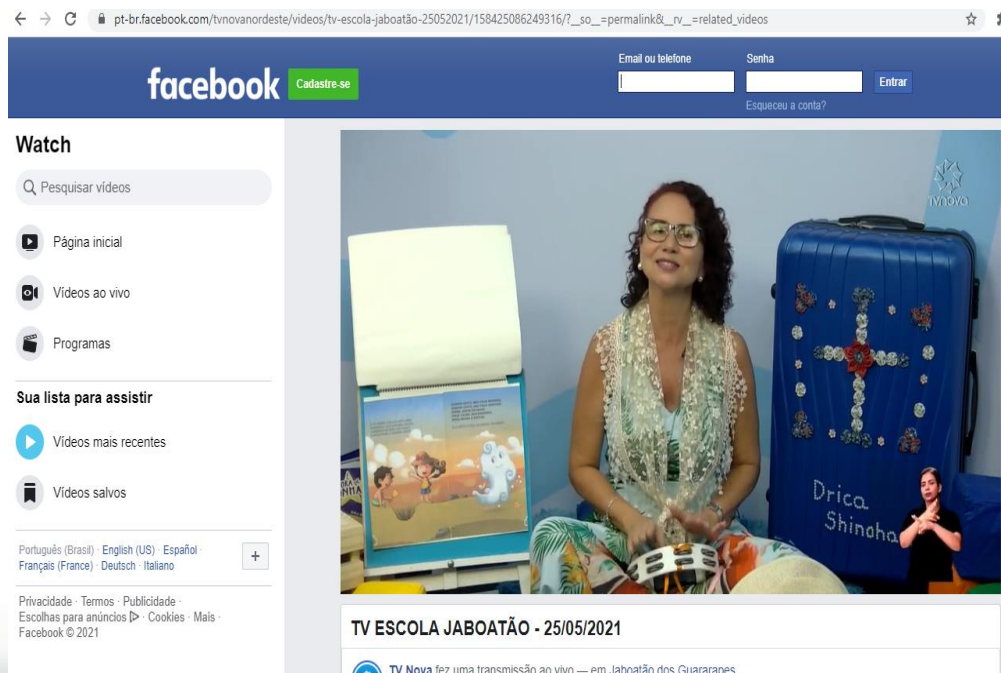 pt-br.facebook.com/tvnovanordeste/videos/tv-escola-jaboatão-25052021/158425086249316/?_so_=permalink&_rv_=related_videos
facebook
Cadastre-se
Email ou telefone
Senha
Entrar
Esqueceu a conta?
Watch
Pesquisar vídeos
Página inicial
Vídeos ao vivo
Programas
Sua lista para assistir
Vídeos mais recentes
Vídeos salvos
Português (Brasil) · English (US) · Español ·
Français (France) · Deutsch · Italiano
+
Privacidade · Termos · Publicidade ·
Escolhas para anúncios · Cookies · Mais ·
Facebook © 2021
tvnova
Drica
Shinoha
TV ESCOLA JABOATÃO - 25/05/2021
TV Nova fez uma transmissão ao vivo — em Jaboatão dos Guararapes.